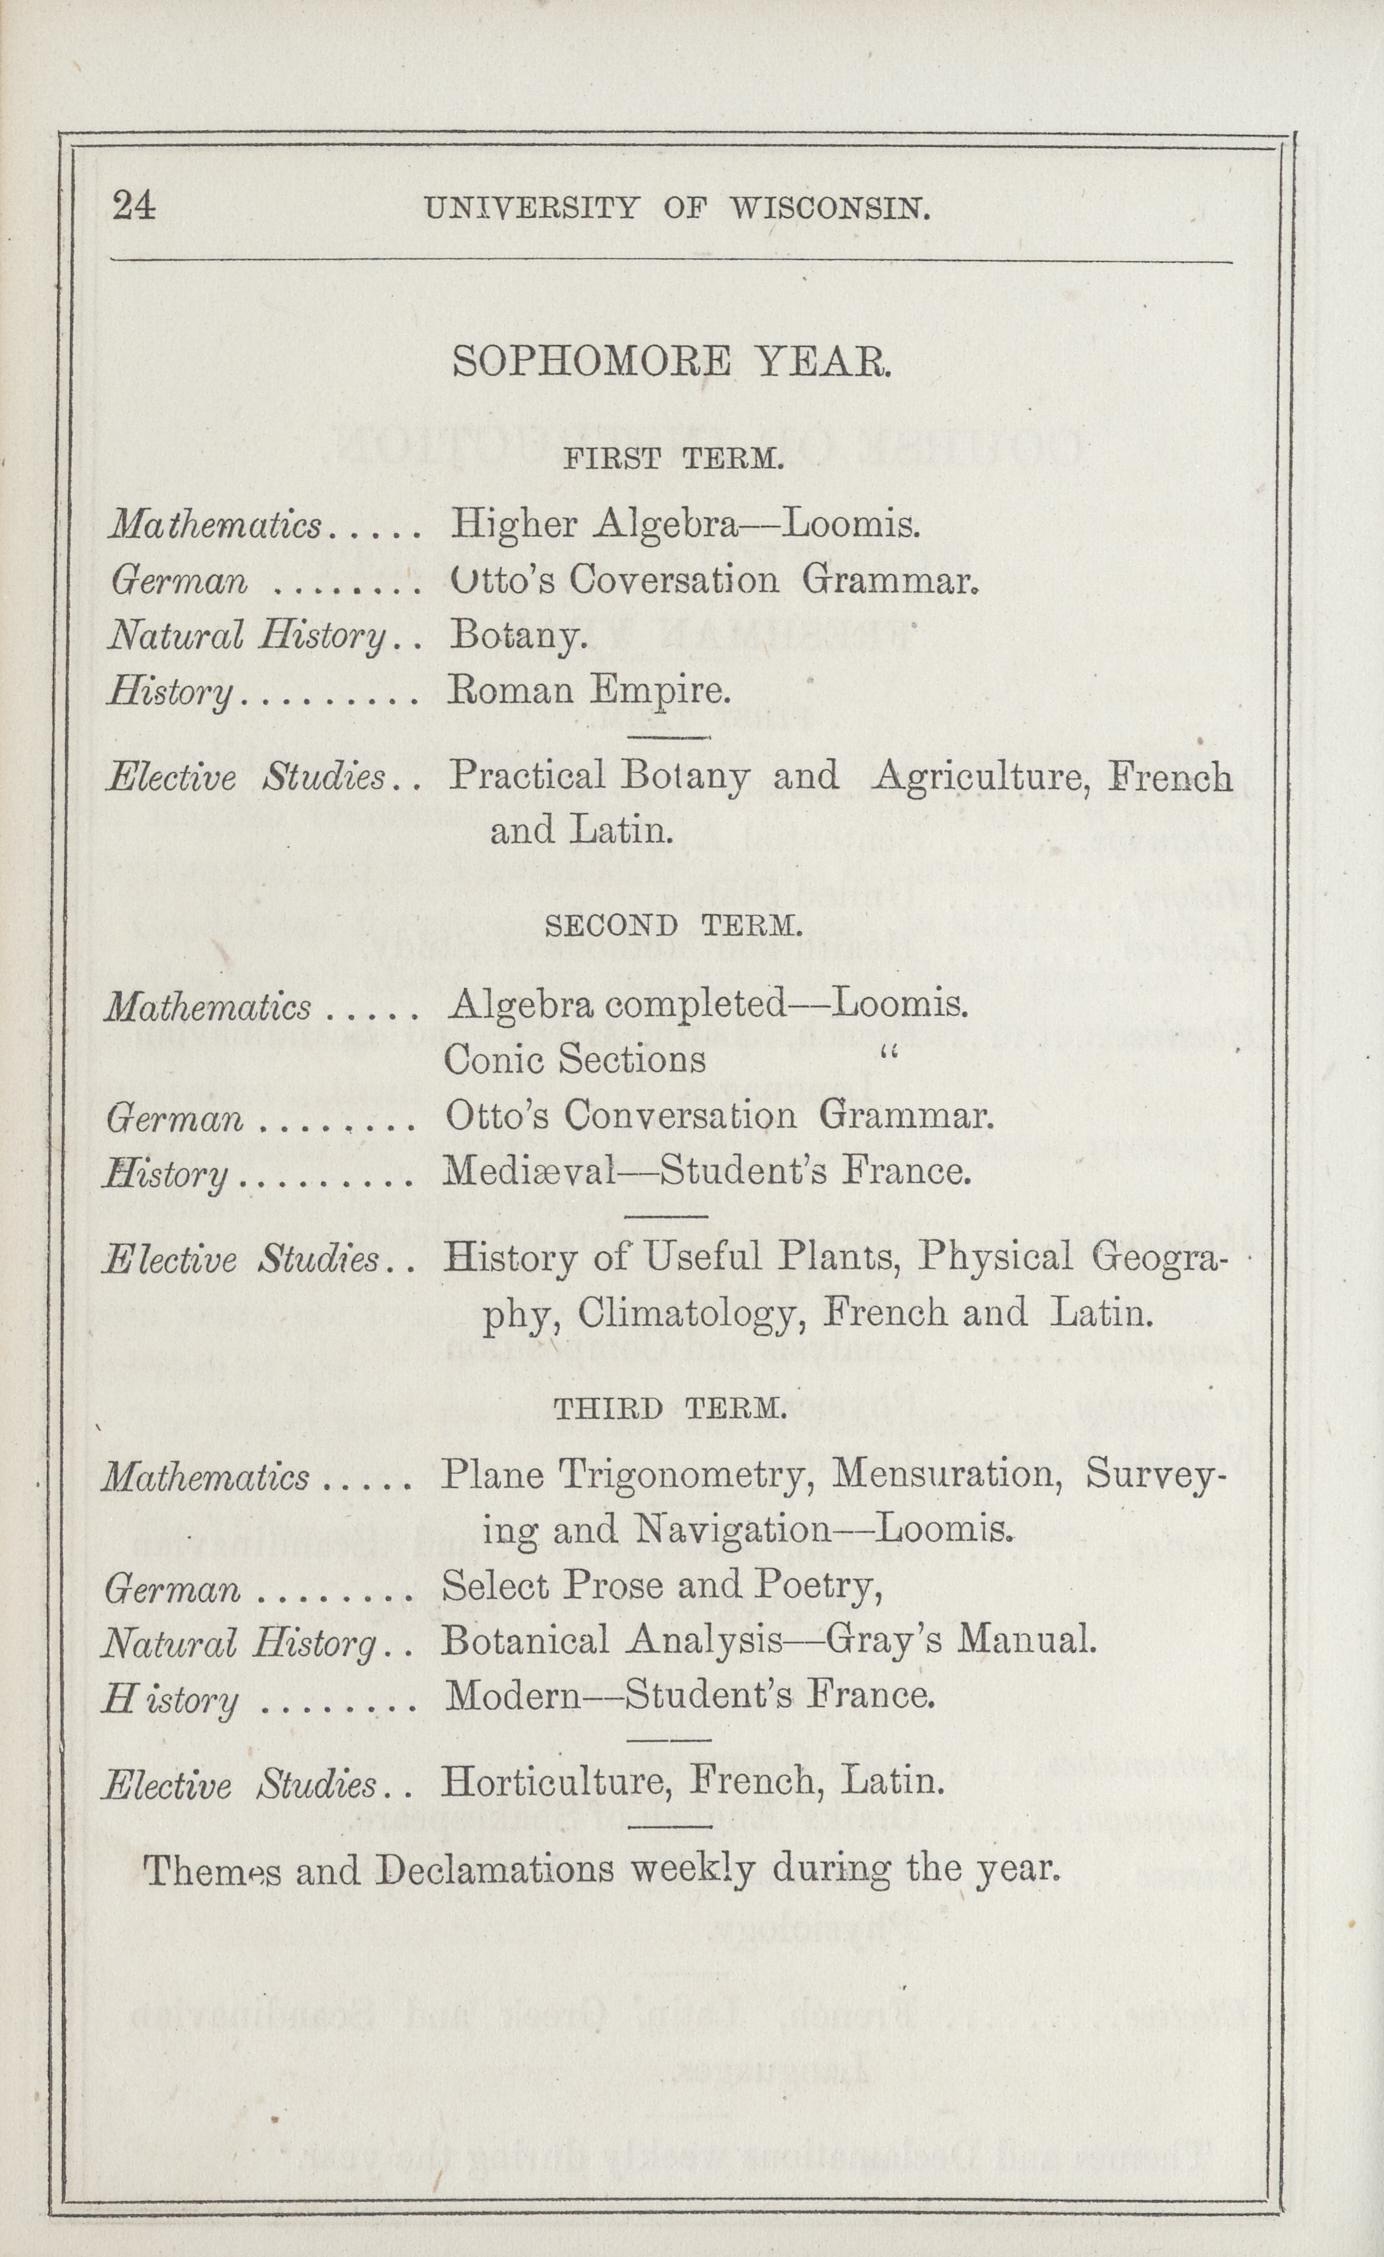 24 UNIVERSITY OF WISCONSIN.
SOPHOMORE YEAR.
FIRST TERM.
Mathematics..... Higher Algebra—Loomis.
German ........ Otto's Coversation Grammar.
Natural History.. Botany.
History......... Roman Empire.
Elective Studies.. Practical Botany and Agriculture, French
and Latin.
SECOND TERM.
Mathematics ..... Algebra completed—Loomis.
Conic Sections “
German ........ Otto's Conversation Grammar.
History......... Mediæval—Student's France.
Elective Studies.. History of Useful Plants, Physical Geogra-
phy, Climatology, French and Latin.
THIRD TERM.
Mathematics ..... Plane Trigonometry, Mensuration, Survey-
ing and Navigation—Loomis.
German ........ Select Prose and Poetry,
Natural Historg.. Botanical Analysis—Gray's Manual.
History ........ Modern—Student's France.
Elective Studies.. Horticulture, French, Latin.
Themes and Declamations weekly during the year.